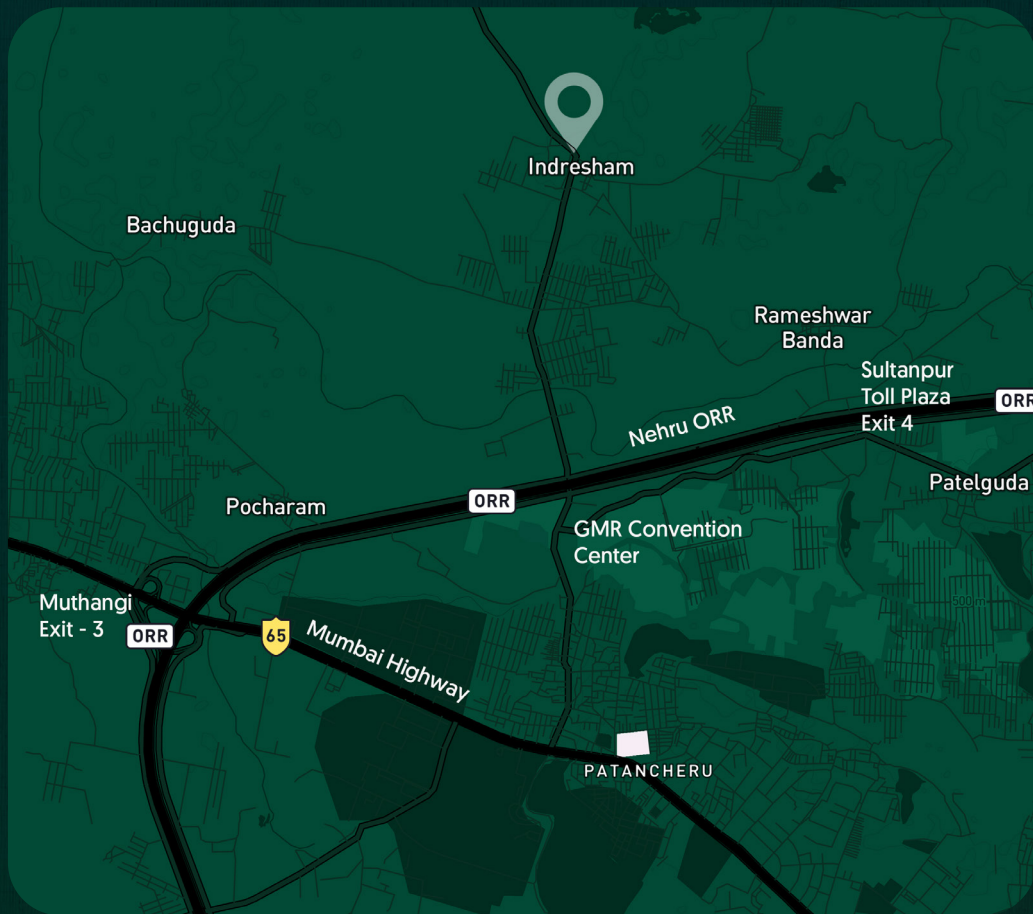 Indresham
Bachuguda
Rameshwar
Banda
Sultanpur
Toll Plaza
Exit 4
ORR
Nehru ORR
Patelguda
ORR
Pocharam
GMR Convention
Center
500 m
Muthangi
Exit - 3
ORR
65
Mumbai Highway
PATANCHERU